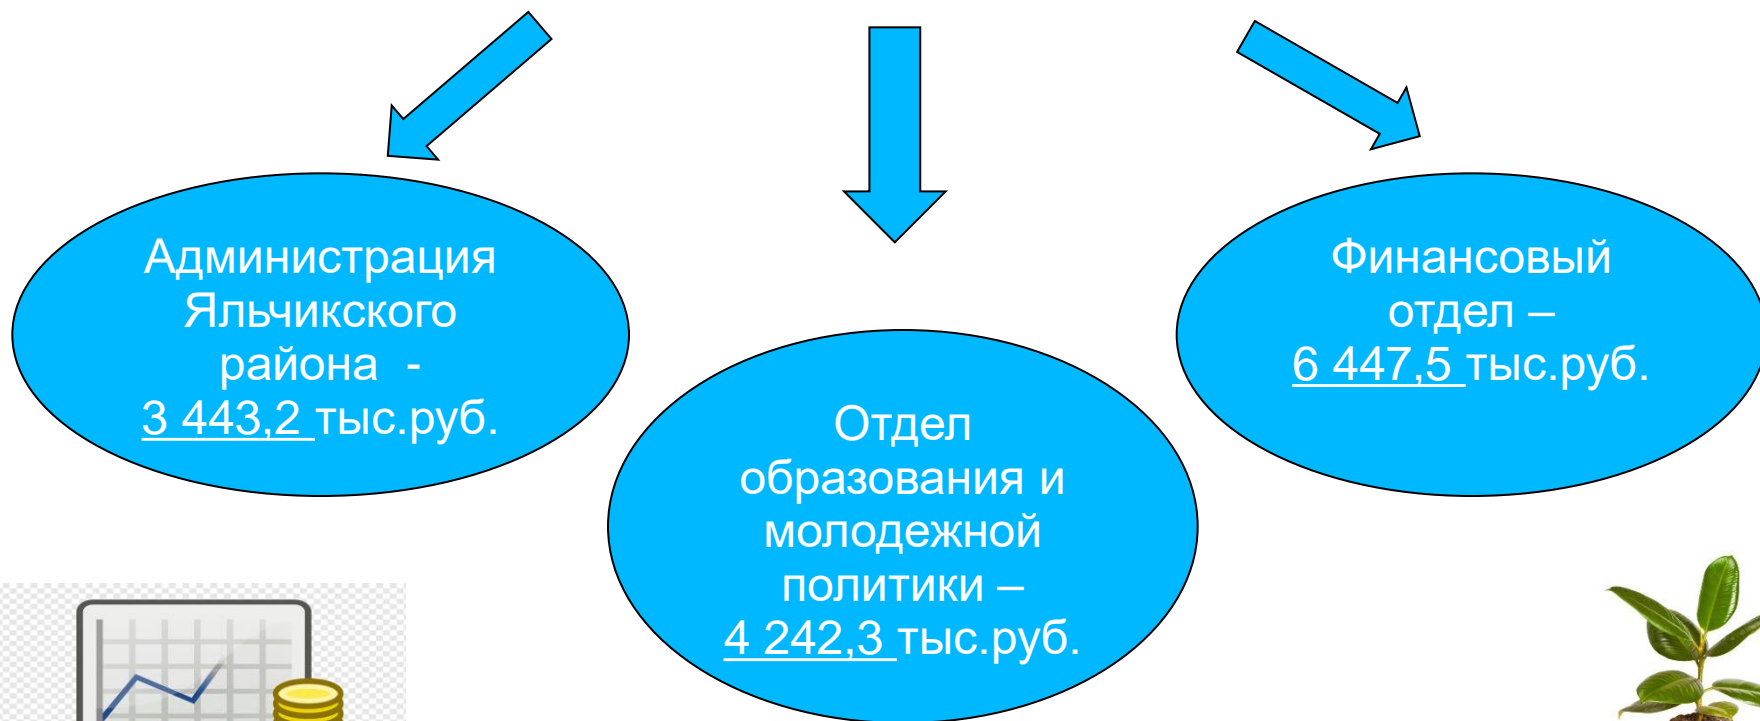 Администрация
Яльчикского
района -
3 443,2 тыс.руб.
Отдел
образования и
молодежной
политики –
4 242,3 тыс.руб.
Финансовый
отдел –
6 447,5 тыс.руб.